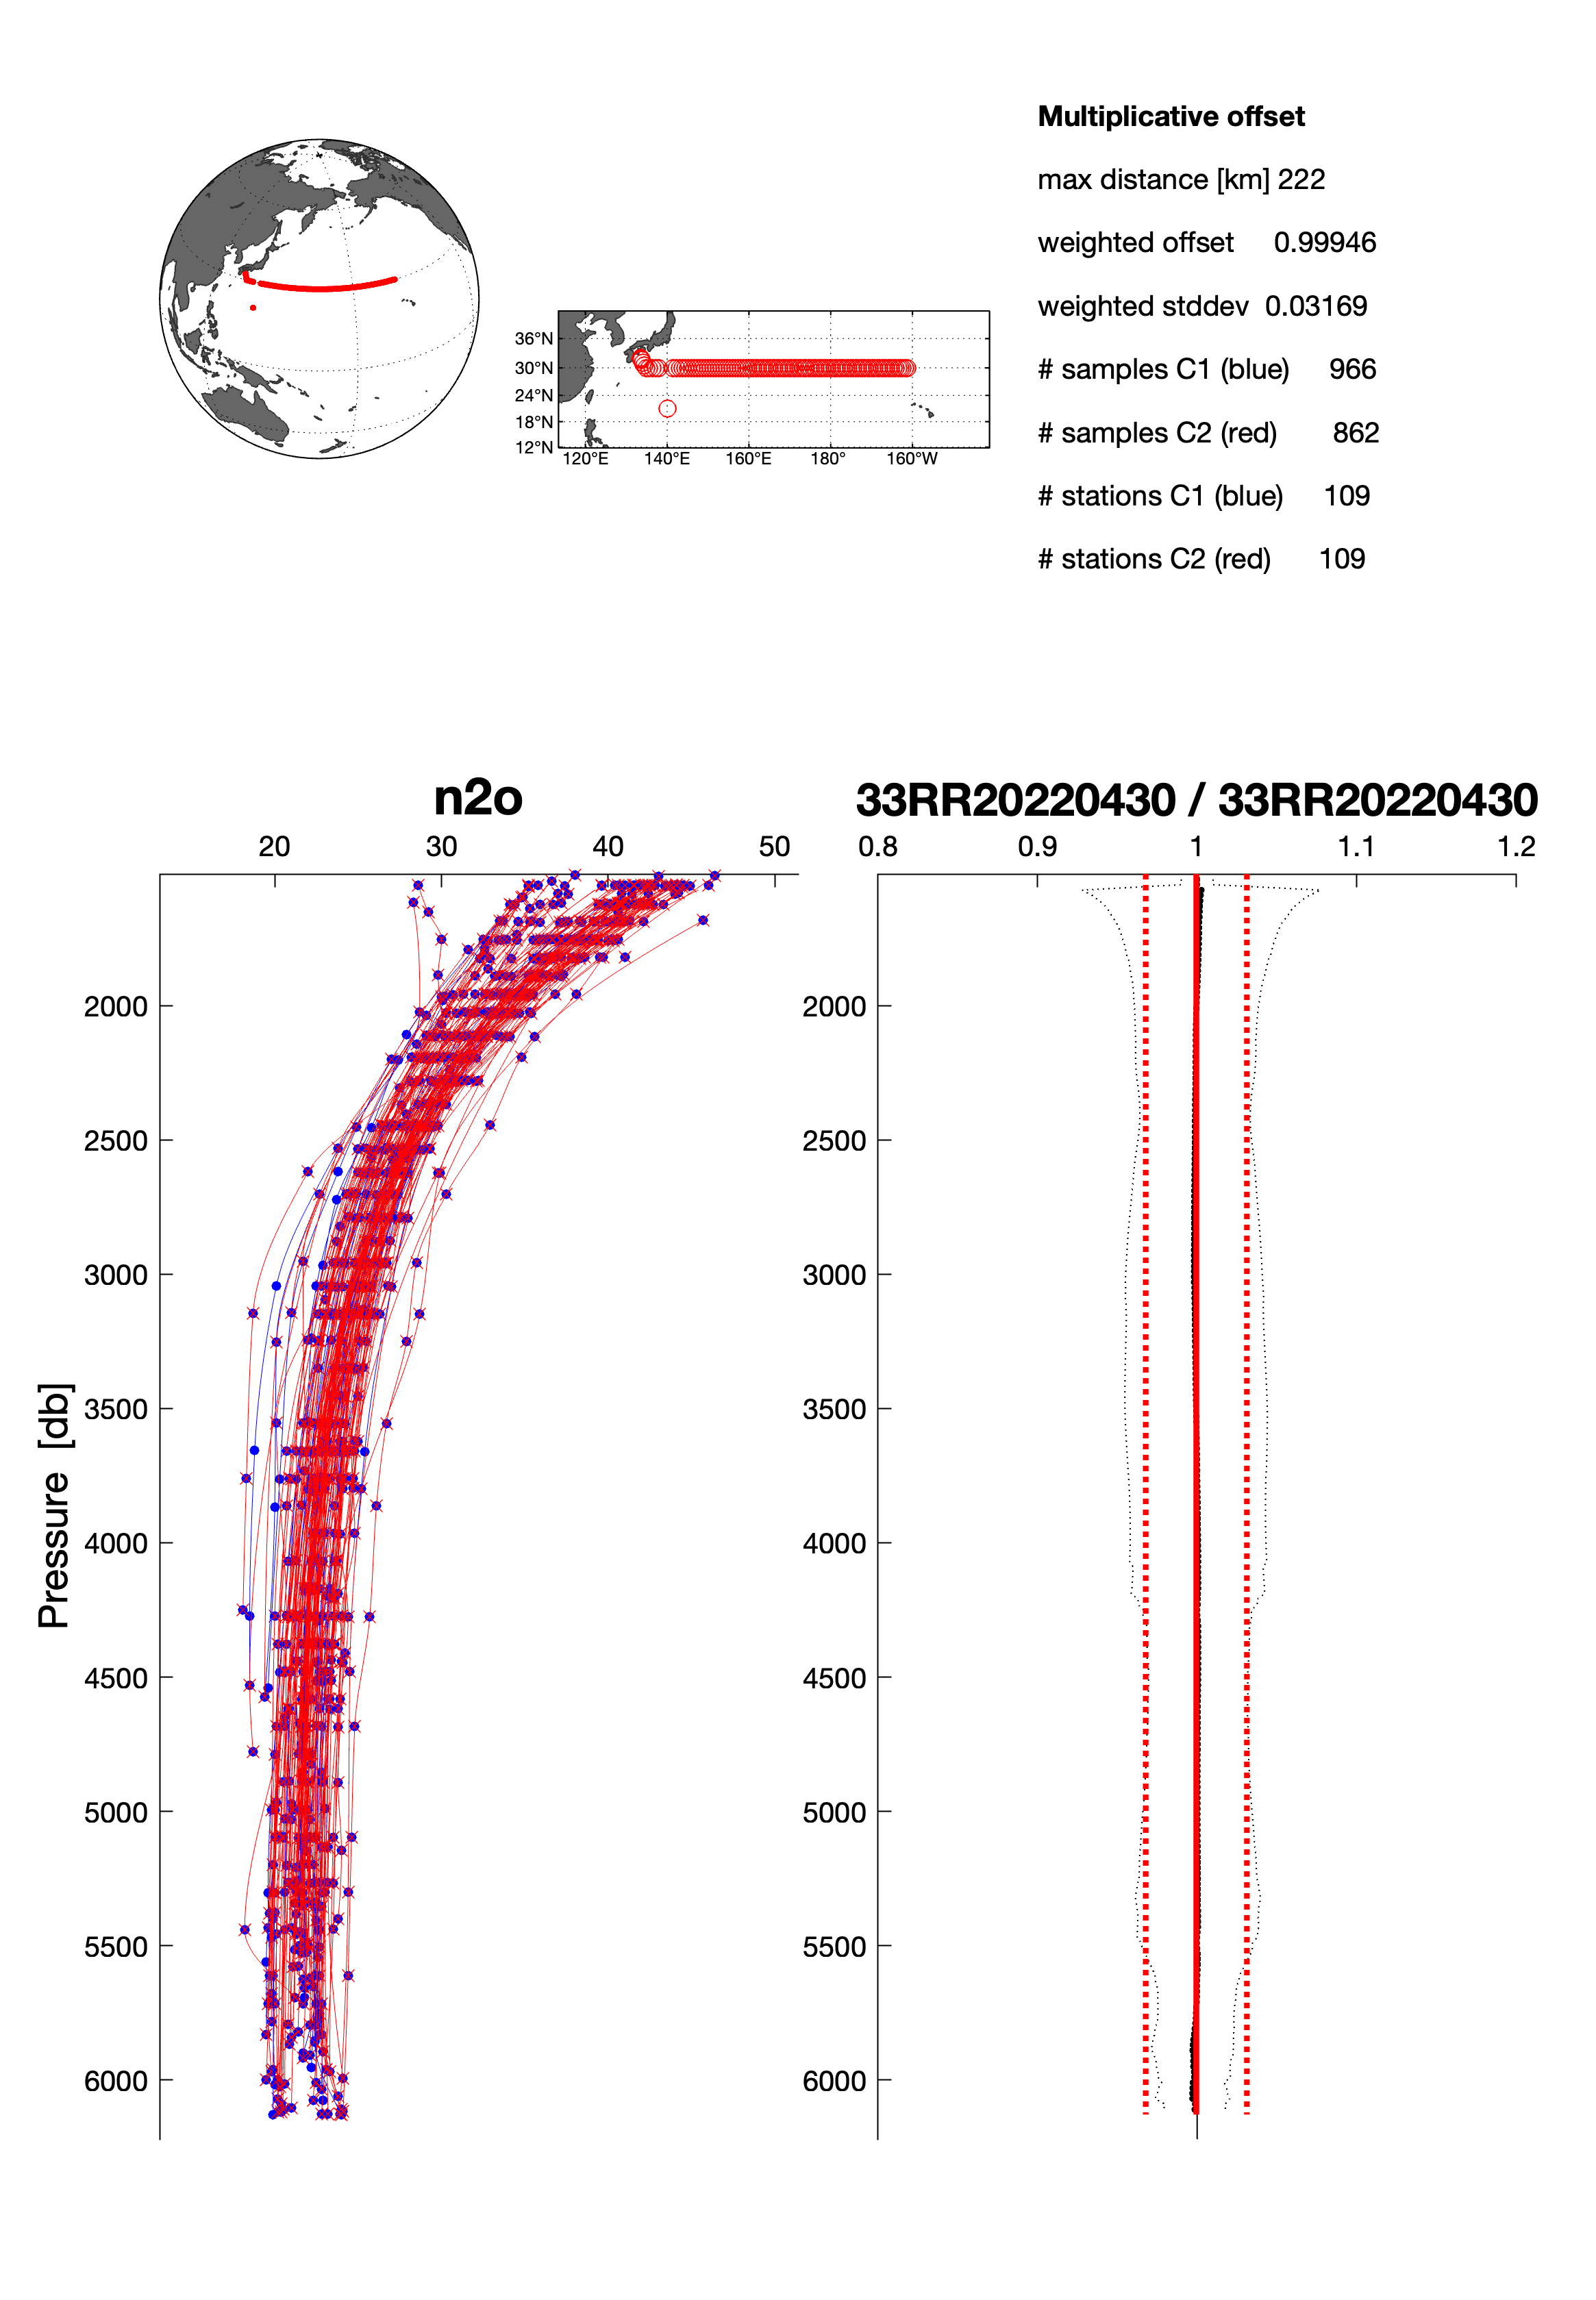 Multiplicative offset
max distance [km] 222
weighted offset 0.99946
weighted stddev 0.03169
# samples C1 (blue) 966
# samples C2 (red) 862
# stations C1 (blue) 109
# stations C2 (red) 109
36°N
30°N
24°N
18°N
12°N
120°E 140°E 160°E 180° 160°W
n2o
20 30 40 50
2000
2500
3000
3500
4000
4500
5000
5500
6000
Pressure [db]
33RR20220430 / 33RR20220430
0.8 0.9 1 1.1 1.2
2000
2500
3000
3500
4000
4500
5000
5500
6000